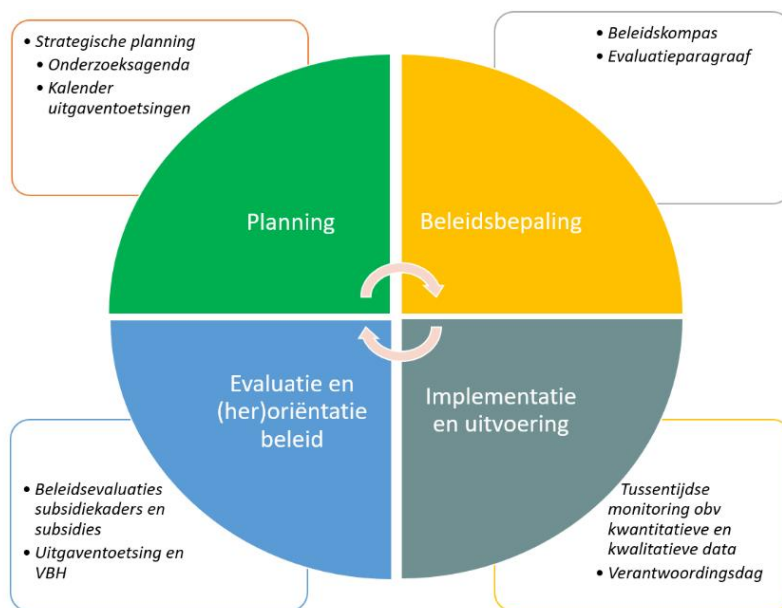 • Strategische planning
• Onderzoeksagenda
• Kalender
uitgaventoetsingen
• Beleidskompas
• Evaluatieparagraaf
Planning
Beleidsbepaling
Evaluatie en
(her)oriëntatie
beleid
Implementatie
en uitvoering
• Beleidsevaluaties
subsidiekaders en
subsidies
• Uitgaventoetsing en
VBH
Tussentijdse
monitoring obv
kwantitatieve en
kwalitatieve data
• Verantwoordingsdag